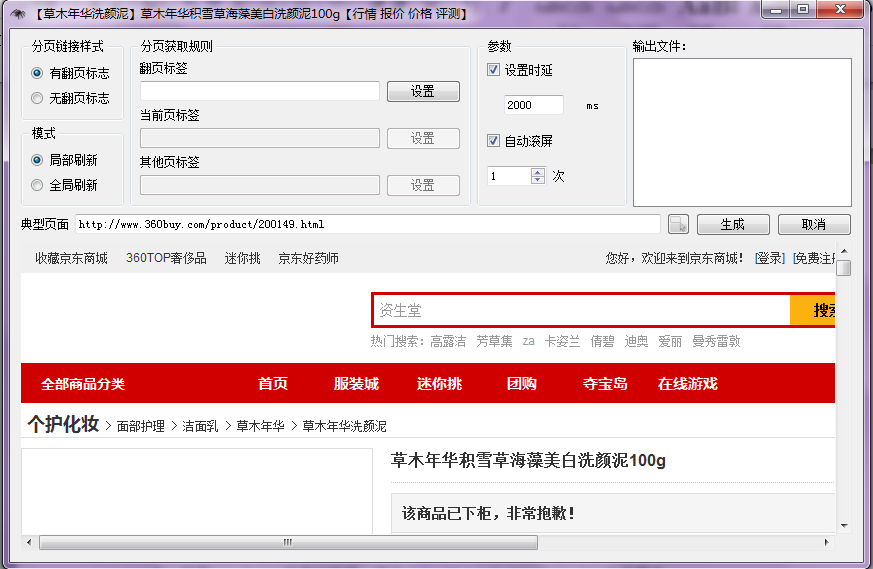 【草木年华洗颜泥】草木年华积雪草海藻美白洗颜泥100g【行情 报价 价格 评测】
分页链接样式
有翻页标志
无翻页标志
模式
局部刷新
全局刷新
分页获取规则
翻页标签
设置
当前页标签
设置
其他页标签
设置
参数
设置时延
2000 ms
自动滚屏
1 次
输出文件：
典型页面 http://www.360buy.com/product/200149.html 生成 取消
收藏京东商城 360TOP奢侈品 迷你挑 京东好药师 您好，欢迎来到京东商城！ [登录] [免费注册
资生堂 搜索
热门搜索： 高露洁 芳草集 za 卡姿兰 倩碧 迪奥 爱丽 曼秀雷敦
全部商品分类 首页 服装城 迷你挑 团购 夺宝岛 在线游戏
个护化妆 > 面部护理 > 洁面乳 > 草木年华 > 草木年华洗颜泥
草木年华积雪草海藻美白洗颜泥100g
该商品已下柜，非常抱歉！